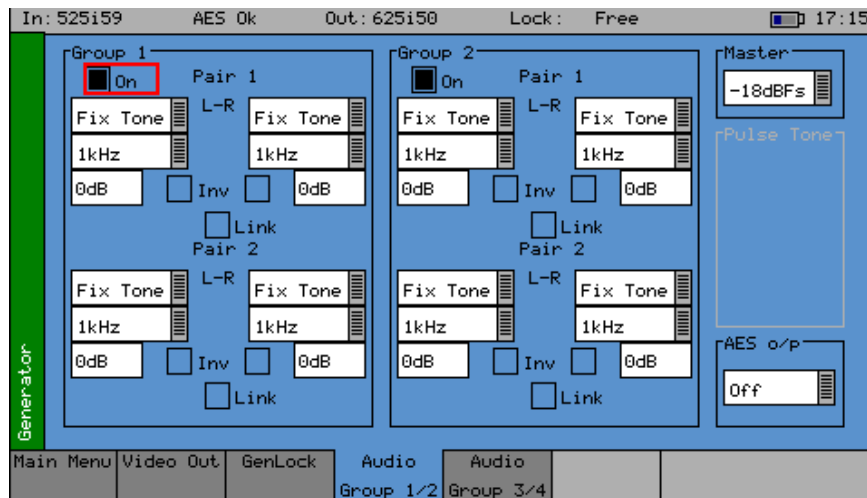 In:525i59 AES Ok Out:625i50 Lock: Free 17:15
Generator
Group 1
On Pair 1
L-R
Fix Tone Fix Tone
1kHz 1kHz
0dB Inv 0dB
Link
Pair 2
L-R
Fix Tone Fix Tone
1kHz 1kHz
0dB Inv 0dB
Link
Group 2
On Pair 1
L-R
Fix Tone Fix Tone
1kHz 1kHz
0dB Inv 0dB
Link
Pair 2
L-R
Fix Tone Fix Tone
1kHz 1kHz
0dB Inv 0dB
Link
Master
-18dBFs
Pulse Tone
AES o/p
Off
Main Menu Video Out GenLock Audio Group 1/2 Audio Group 3/4